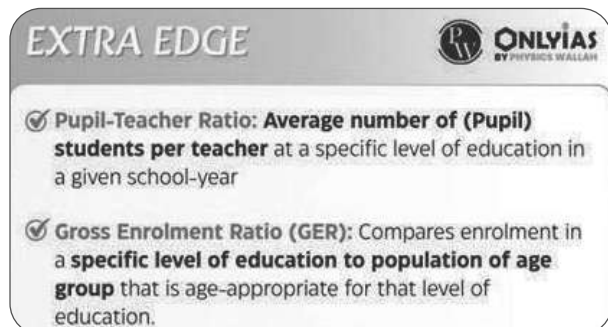 EXTRA EDGE
PW
ONLYIAS
BY PHYSICS WALLAH
Pupil-Teacher Ratio: Average number of (Pupil)
students per teacher at a specific level of education in
a given school-year
Gross Enrolment Ratio (GER): Compares enrolment in
a specific level of education to population of age
group that is age-appropriate for that level of
education.